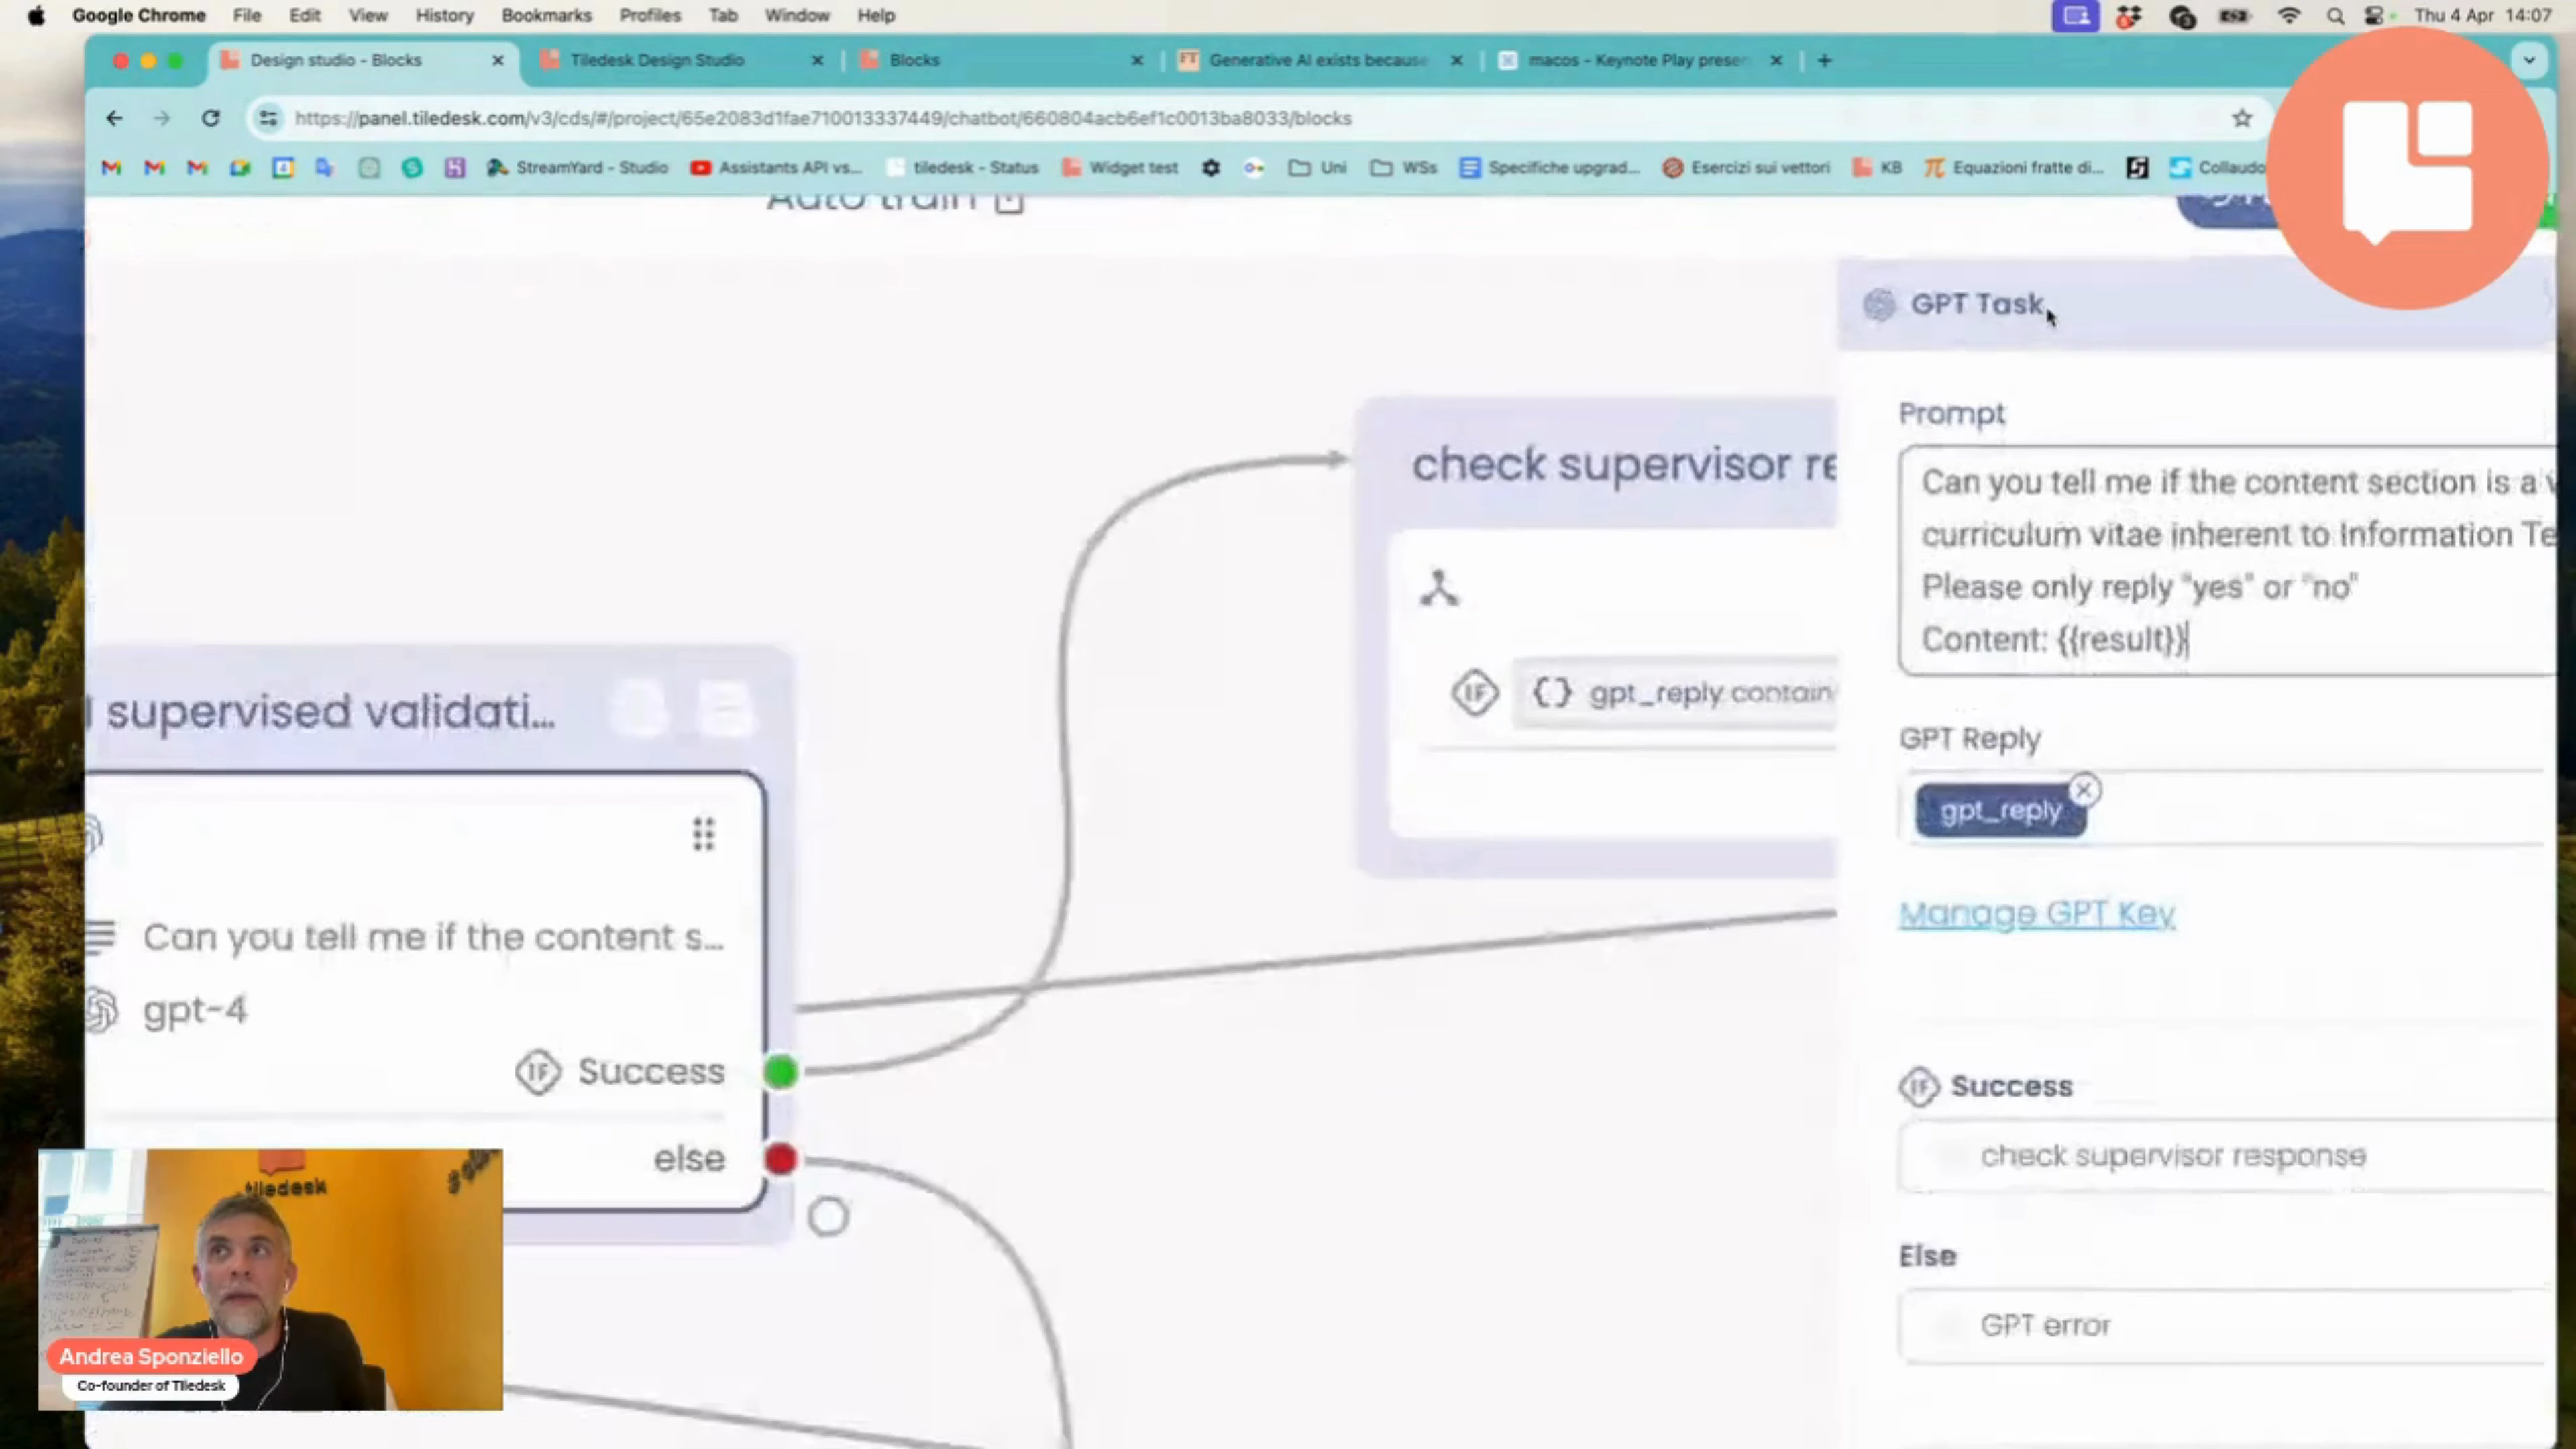 Google Chrome File Edit View History Bookmarks Profiles Tab Window Help Thu 4 Apr 14:07
Design studio - Blocks Tiledesk Design Studio Blocks Generative AI exists because macos - Keynote Play presen
https://panel.tiledesk.com/v3/cds/#/project/65e2083d1fae710013337449/chatbot/660804acb6ef1c0013ba8033/blocks
StreamYard - Studio Assistants API vs... tiledesk - Status Widget test Uni WSs Specifiche upgrad... Esercizi sui vettori KB Equazioni fratte di... Collaudo
Auto train
GPT Task
Prompt
Can you tell me if the content section is a
curriculum vitae inherent to Information Te
Please only reply "yes" or "no"
Content: {{result}}
check supervisor re
IF {} gpt_reply contain
GPT Reply
gpt_reply
Manage GPT Key
supervised validati...
Can you tell me if the content s...
gpt-4
IF Success
else
IF Success
check supervisor response
Else
GPT error
tiledesk
Andrea Sponziello
Co-founder of Tiledesk